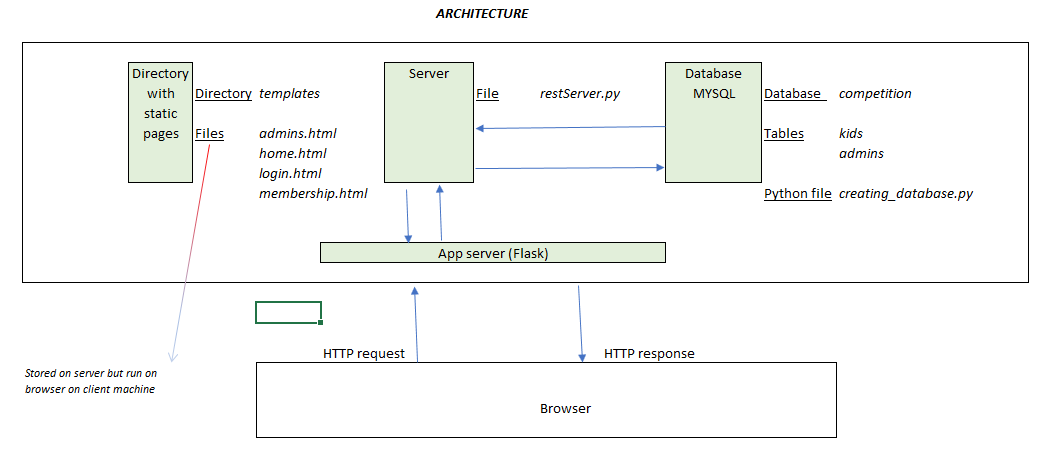 ARCHITECTURE
Directory
with
static
pages
Directory templates
Files admins.html
home.html
login.html
membership.html
Server
File restServer.py
Database
MYSQL
Database competition
Tables kids
admins
Python file creating_database.py
App server (Flask)
HTTP request
HTTP response
Stored on server but run on
browser on client machine
Browser